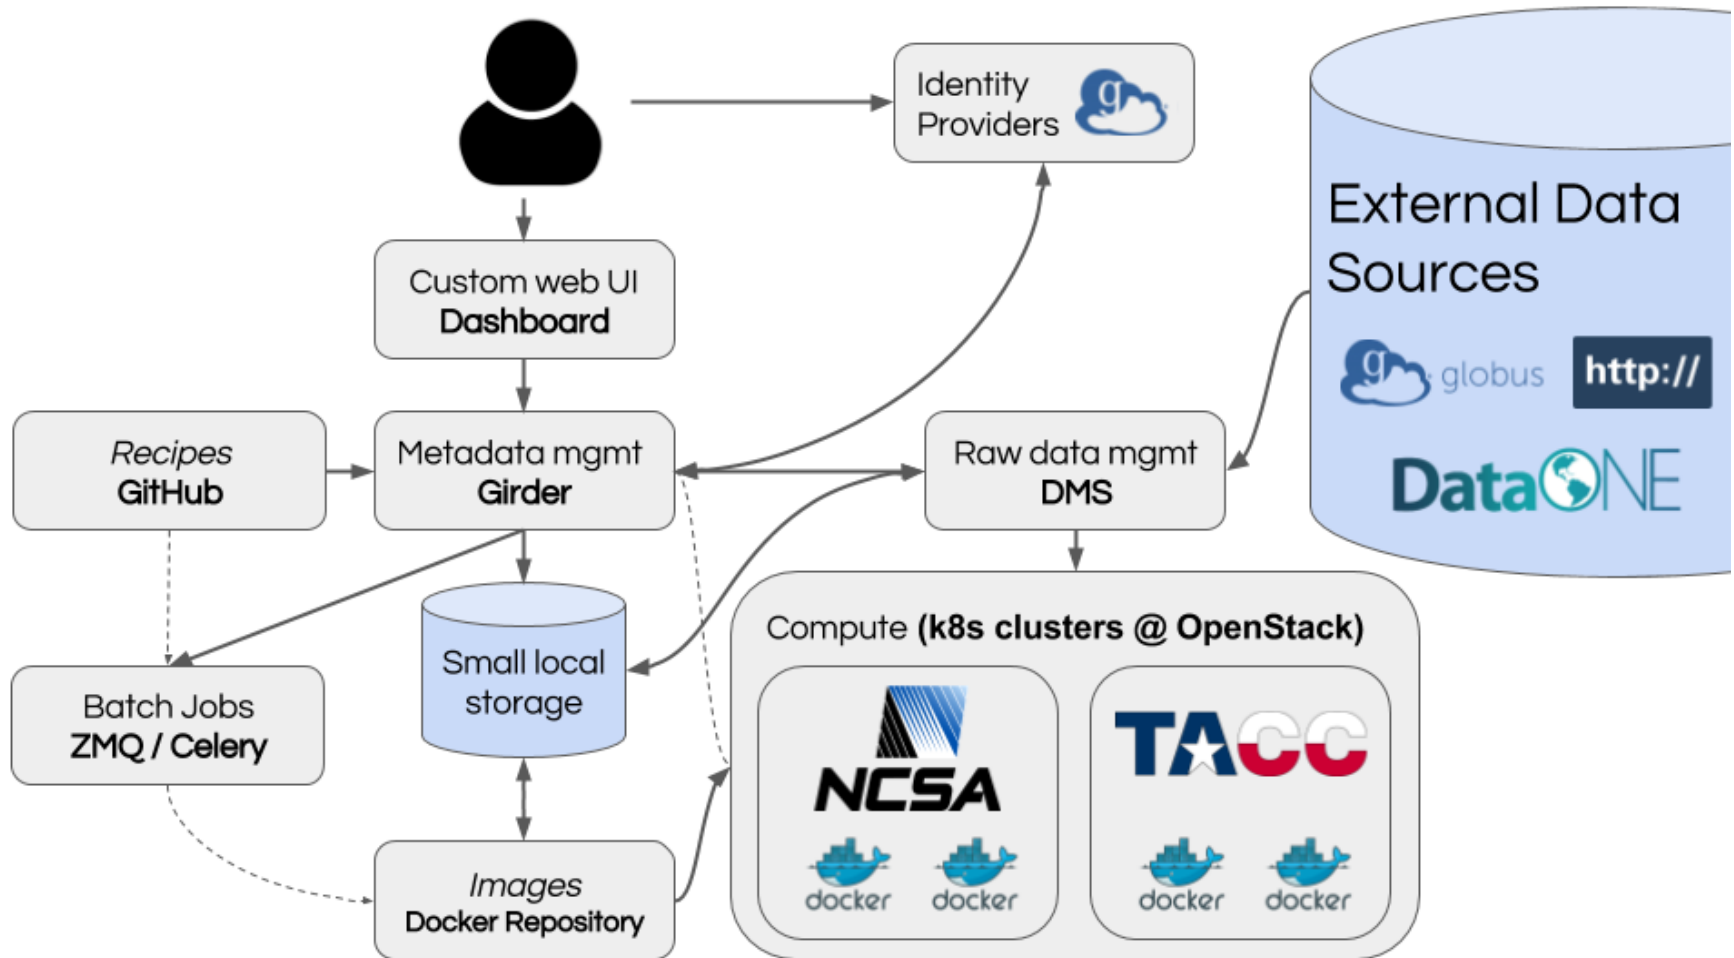 Identity
Providers
g
External Data
Sources
g globus
http://
DataONE
Custom web UI
Dashboard
Recipes
GitHub
Metadata mgmt
Girder
Raw data mgmt
DMS
Compute (k8s clusters @ OpenStack)
Small local
storage
Batch Jobs
ZMQ / Celery
NCSA
TACC
docker
docker
docker
docker
Images
Docker Repository